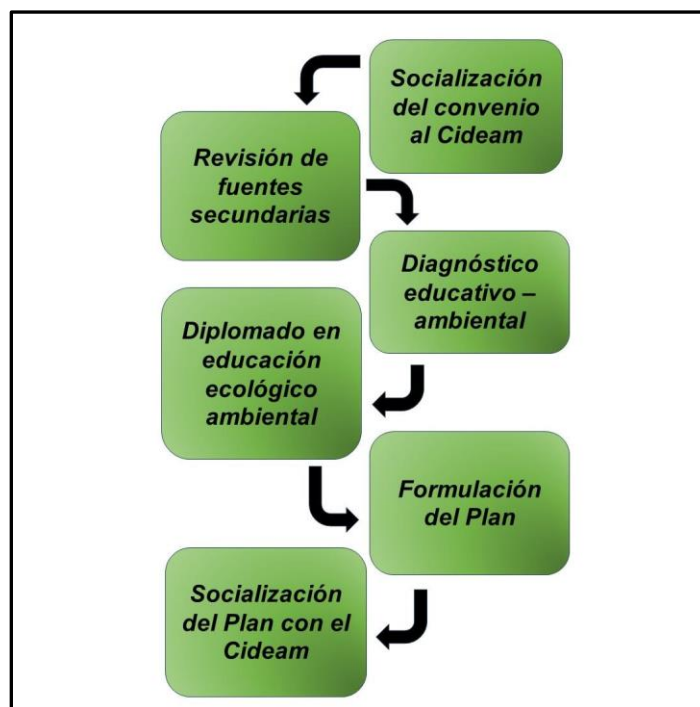 Socialización
del convenio
al Cideam
Revisión de
fuentes
secundarias
Diagnóstico
educativo –
ambiental
Diplomado en
educación
ecológico
ambiental
Formulación
del Plan
Socialización
del Plan con el
Cideam